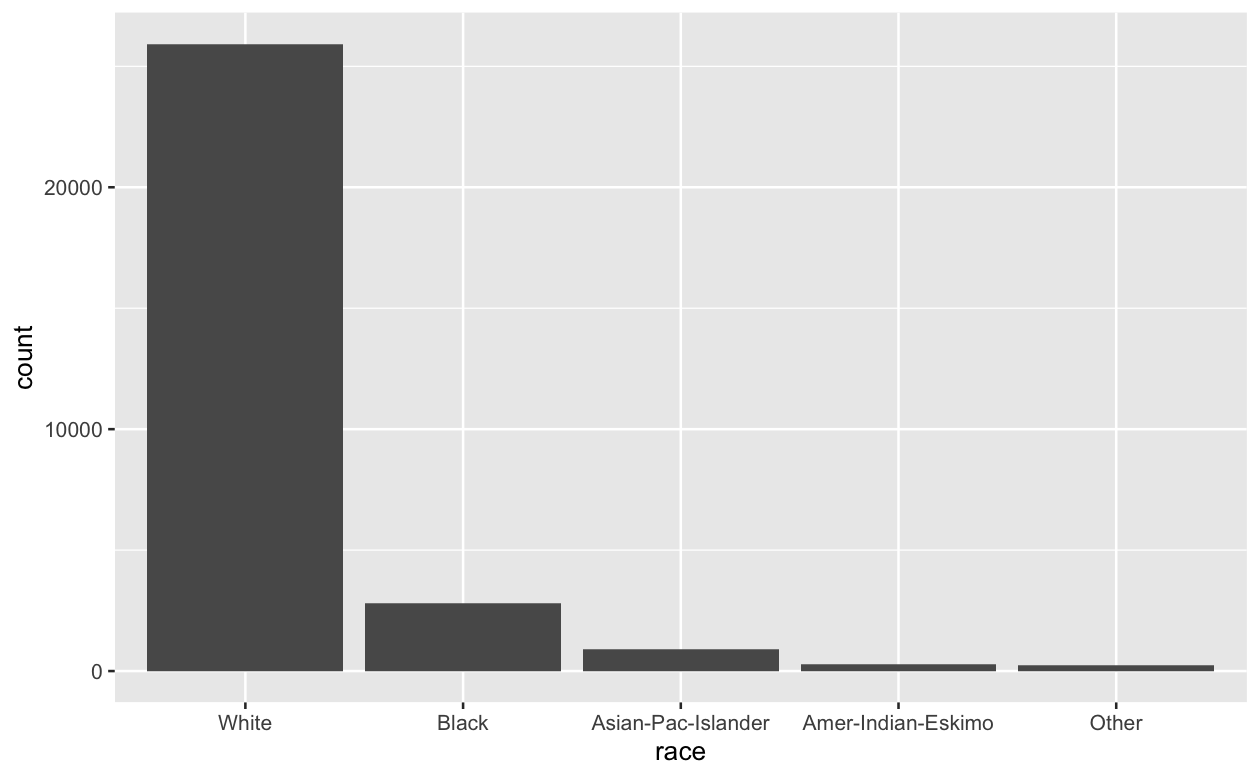 20000
10000
0
count
White Black Asian-Pac-Islander Amer-Indian-Eskimo Other
race